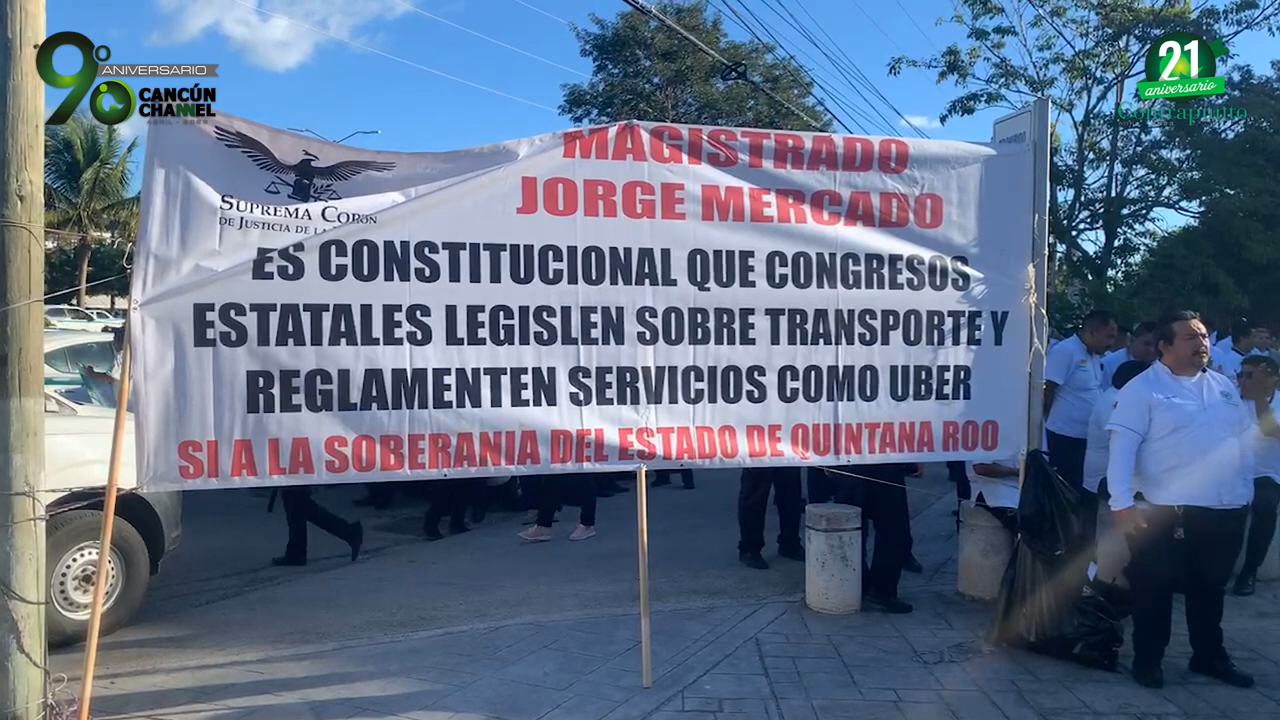 9º ANIVERSARIO
CANCÚN
CHANNEL
21
aniversario
Contrapunto
SUPREMA CORTE
DE JUSTICIA DE LA
MAGISTRADO
JORGE MERCADO
ES CONSTITUCIONAL QUE CONGRESOS
ESTATALES LEGISLEN SOBRE TRANSPORTE Y
REGLAMENTEN SERVICIOS COMO UBER
SI A LA SOBERANIA DEL ESTADO DE QUINTANA ROO